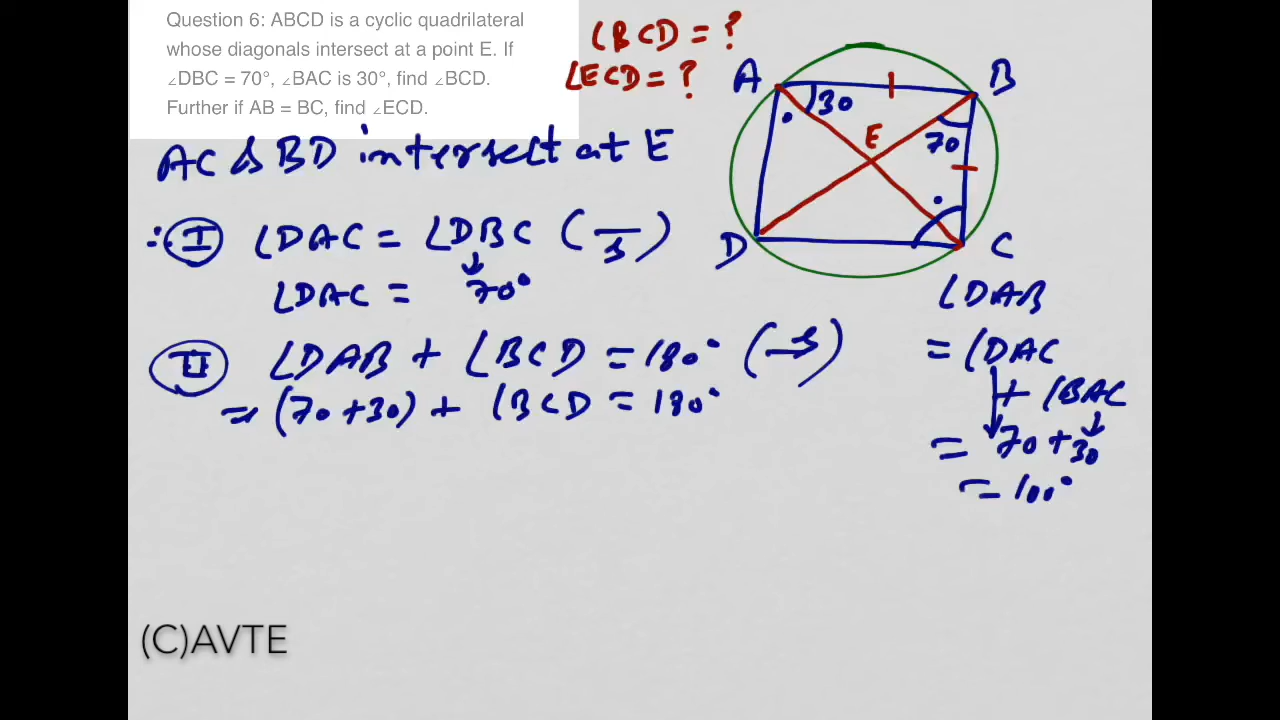 Question 6: ABCD is a cyclic quadrilateral
whose diagonals intersect at a point E. If
∠DBC = 70°, ∠BAC is 30°, find ∠BCD.
Further if AB = BC, find ∠ECD.
∠BCD = ?
∠ECD = ?
A
B
30
E
70
D
C
AC & BD intersect at E
∴ I ∠DAC = ∠DBC
∠DAC = 70°
II ∠DAB + ∠BCD = 180°
= (70 + 30) + ∠BCD = 180°
∠DAB
= ∠DAC
+ ∠BAC
= 70 + 30
= 100°
(C)AVTE